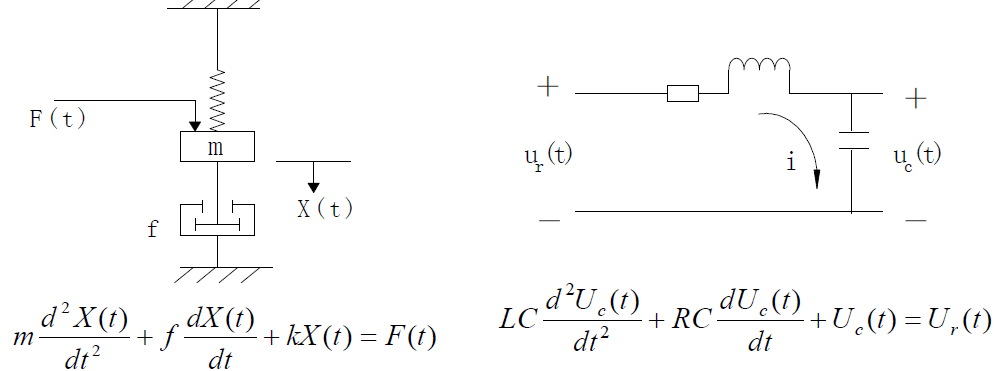 F(t)
m
X(t)
f
m d²X(t)/dt² + f dX(t)/dt + kX(t) = F(t)
+ +
u_r(t) i u_c(t)
− −
LC d²U_c(t)/dt² + RC dU_c(t)/dt + U_c(t) = U_r(t)